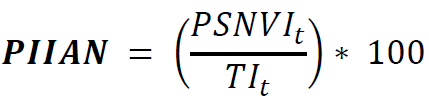 PIIAN = (PSNVI_t / TI_t) * 100